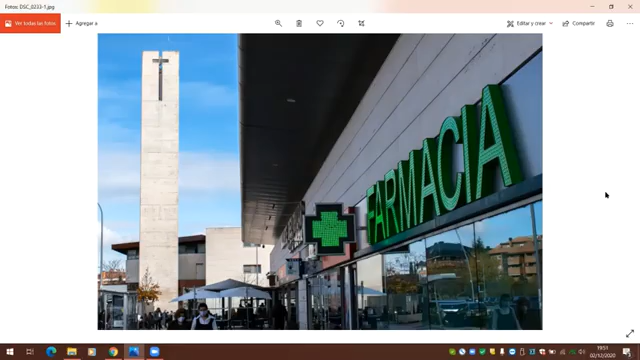 Fotos: DSC_0233-1.jpg
Ver todas las fotos
Agregar a
Editar y crear
Compartir
FARMACIA
19:51
02/12/2020